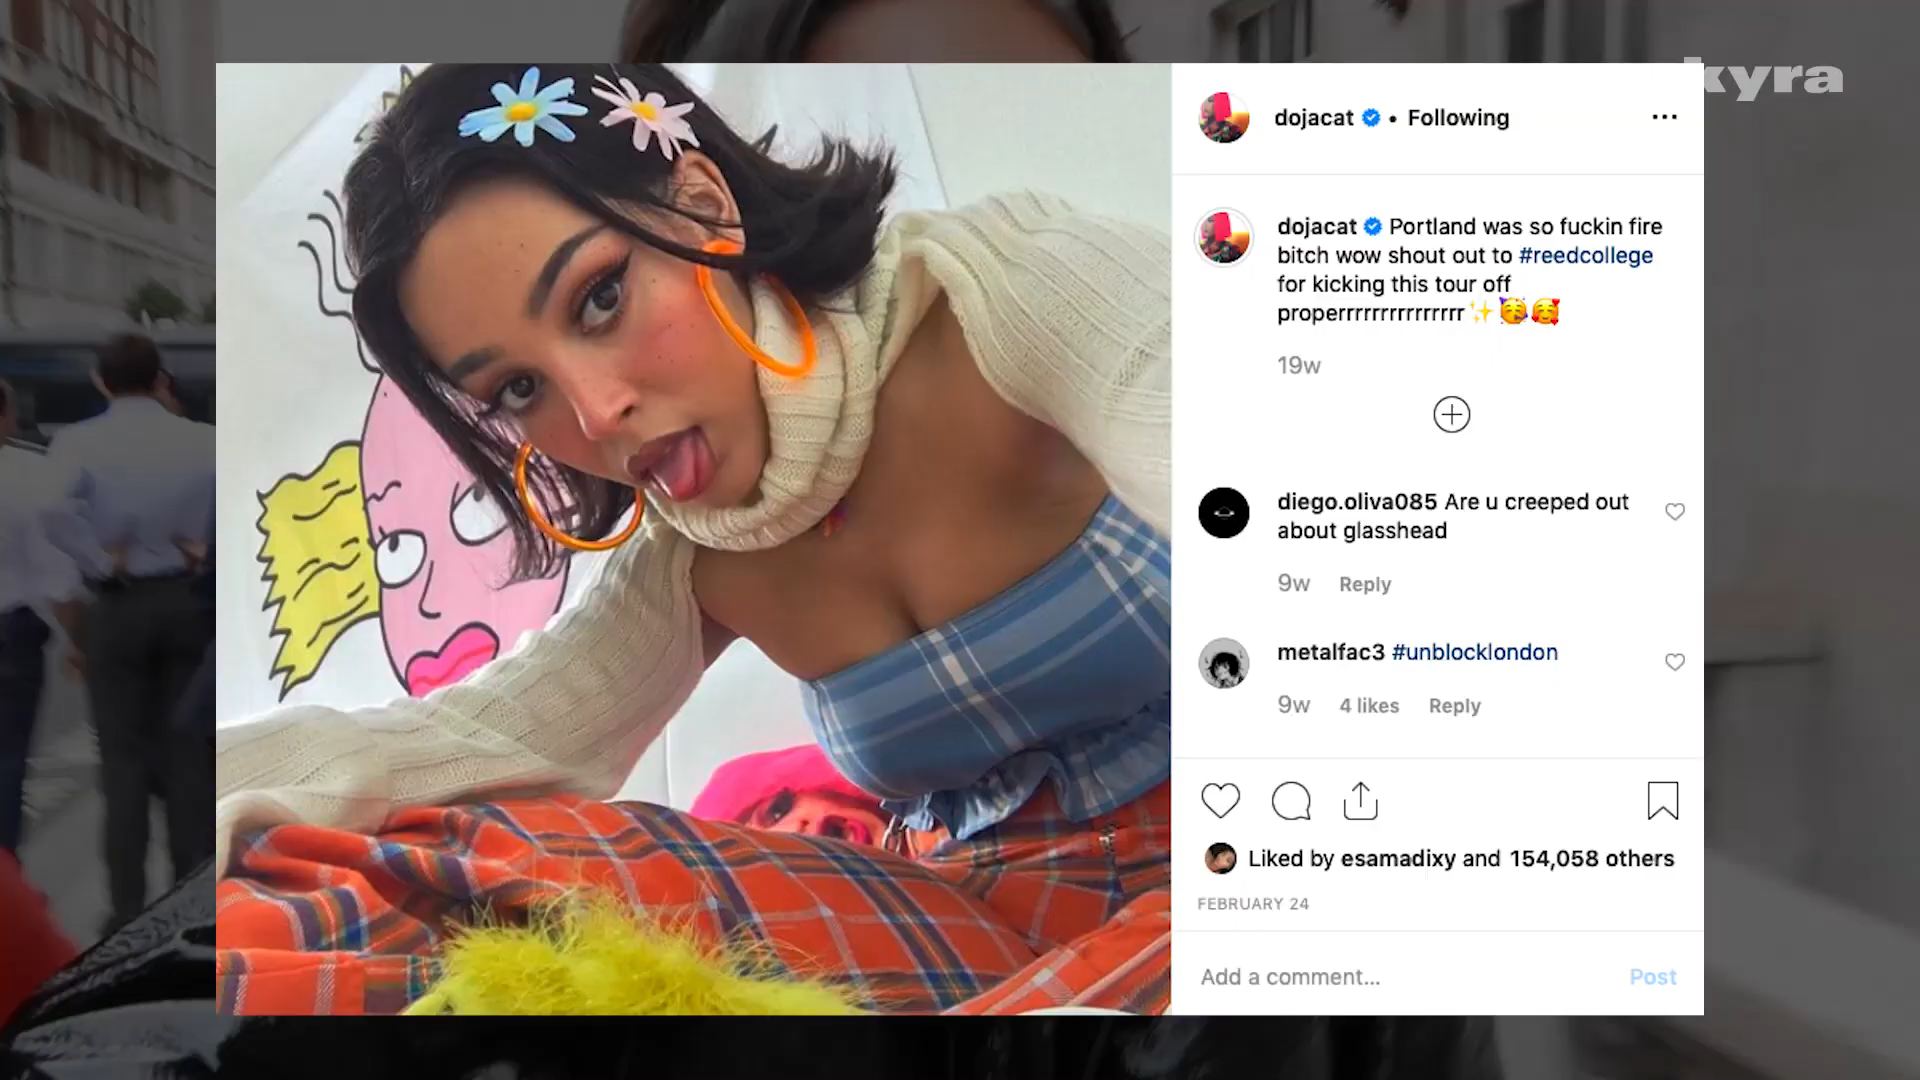 kyra
dojacat • Following
dojacat Portland was so fuckin fire
bitch wow shout out to #reedcollege
for kicking this tour off
properrrrrrrrrrrrrrr✨🥳🥰
19w
diego.oliva085 Are u creeped out
about glasshead
9w Reply
metalfac3 #unblocklondon
9w 4 likes Reply
Liked by esamadixy and 154,058 others
FEBRUARY 24
Add a comment... Post